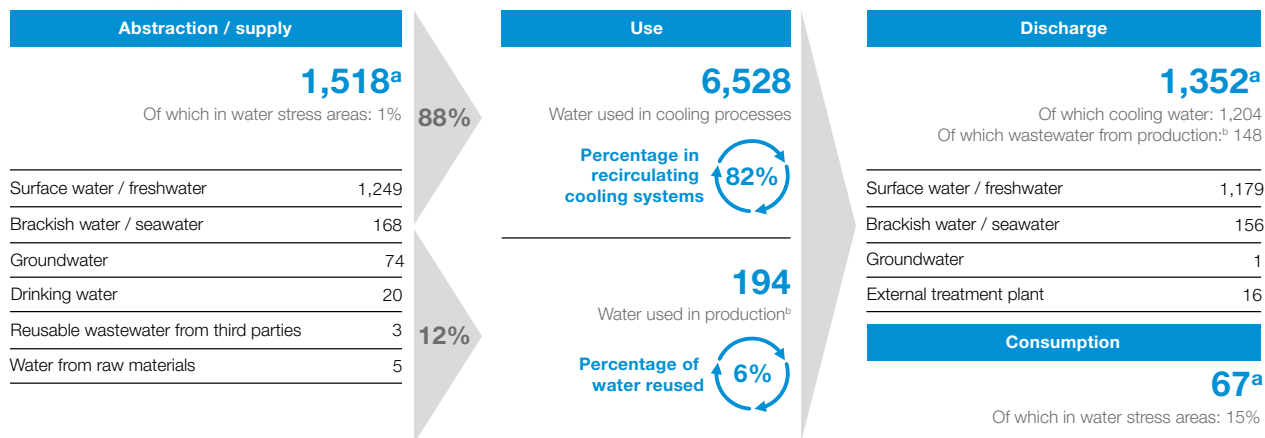 Abstraction / supply
1,518a
Of which in water stress areas: 1%
Surface water / freshwater 1,249
Brackish water / seawater 168
Groundwater 74
Drinking water 20
Reusable wastewater from third parties 3
Water from raw materials 5
88%
12%
Use
6,528
Water used in cooling processes
Percentage in
recirculating
cooling systems
82%
194
Water used in productionb
Percentage of
water reused
6%
Discharge
1,352a
Of which cooling water: 1,204
Of which wastewater from production:b 148
Surface water / freshwater 1,179
Brackish water / seawater 156
Groundwater 1
External treatment plant 16
Consumption
67a
Of which in water stress areas: 15%